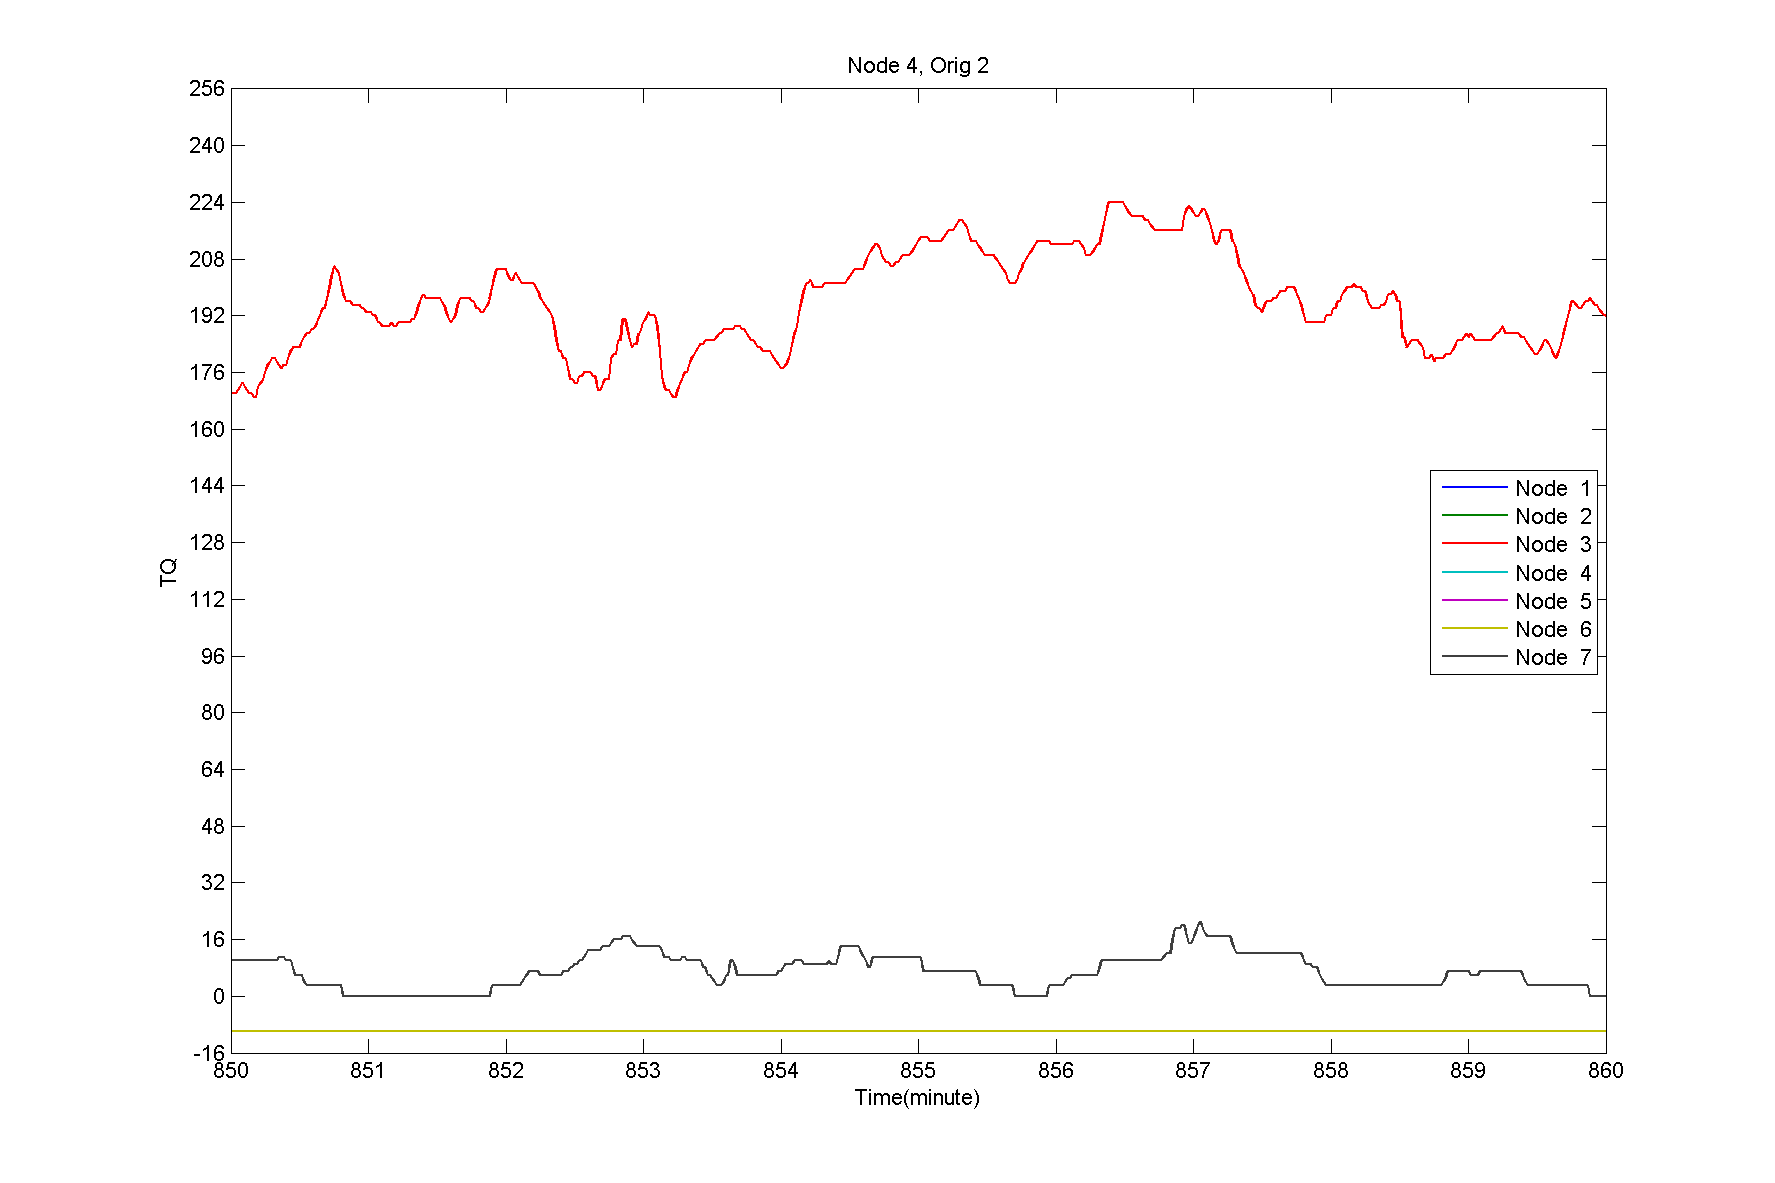 Node 4, Orig 2
256
240
224
208
192
176
160
144
128
112
96
80
64
48
32
16
0
-16
TQ
Node 1
Node 2
Node 3
Node 4
Node 5
Node 6
Node 7
850 851 852 853 854 855 856 857 858 859 860
Time(minute)